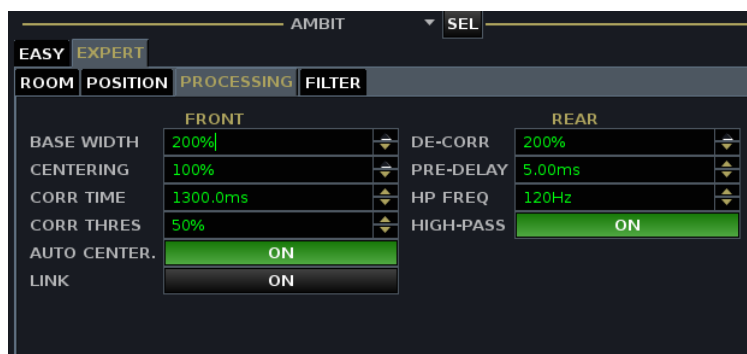 AMBIT SEL
EASY EXPERT
ROOM POSITION PROCESSING FILTER
FRONT REAR
BASE WIDTH 200% DE-CORR 200%
CENTERING 100% PRE-DELAY 5.00ms
CORR TIME 1300.0ms HP FREQ 120Hz
CORR THRES 50% HIGH-PASS ON
AUTO CENTER. ON
LINK ON